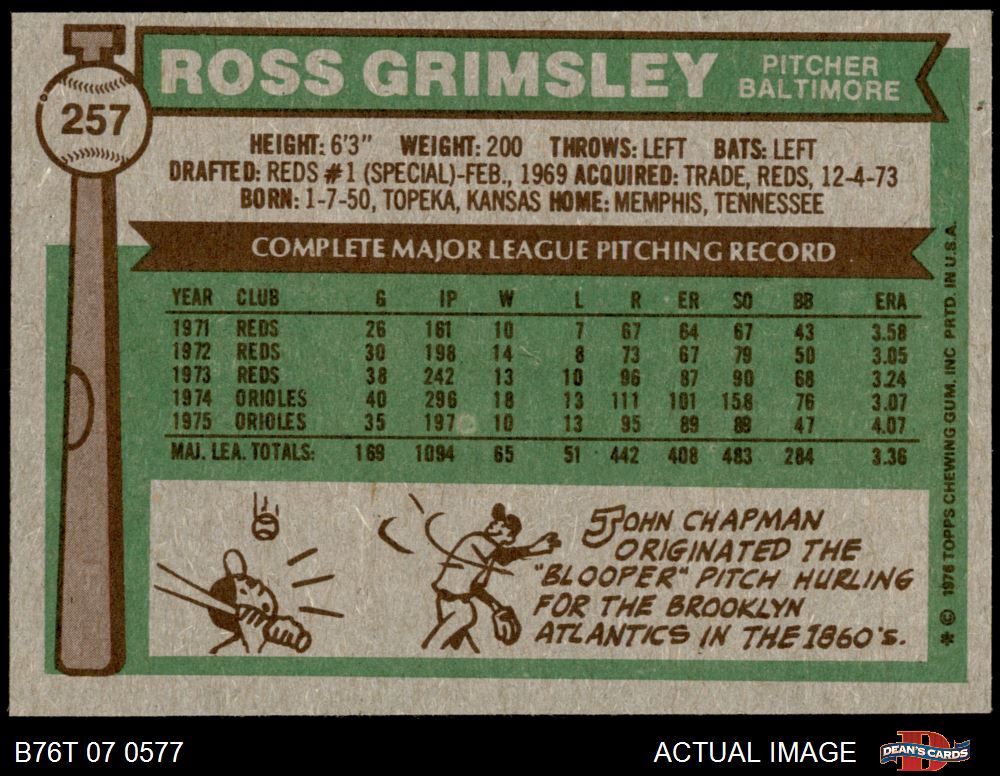 257
ROSS GRIMSLEY
PITCHER
BALTIMORE
HEIGHT: 6'3" WEIGHT: 200 THROWS: LEFT BATS: LEFT
DRAFTED: REDS #1 (SPECIAL)-FEB., 1969 ACQUIRED: TRADE, REDS, 12-4-73
BORN: 1-7-50, TOPEKA, KANSAS HOME: MEMPHIS, TENNESSEE
COMPLETE MAJOR LEAGUE PITCHING RECORD
YEAR CLUB G IP W L R ER SO BB ERA
1971 REDS 26 161 10 7 67 64 67 43 3.58
1972 REDS 30 198 14 8 73 67 79 50 3.05
1973 REDS 38 242 13 10 96 87 90 68 3.24
1974 ORIOLES 40 296 18 13 111 101 158 76 3.07
1975 ORIOLES 35 197 10 13 95 89 89 47 4.07
MAJ. LEA. TOTALS: 169 1094 65 51 442 408 483 284 3.36
JOHN CHAPMAN
ORIGINATED THE
"BLOOPER" PITCH HURLING
FOR THE BROOKLYN
ATLANTICS IN THE 1860'S.
* © 1976 TOPPS CHEWING GUM, INC PRTD. IN U.S.A.
B76T 07 0577
ACTUAL IMAGE
DEAN'S CARDS